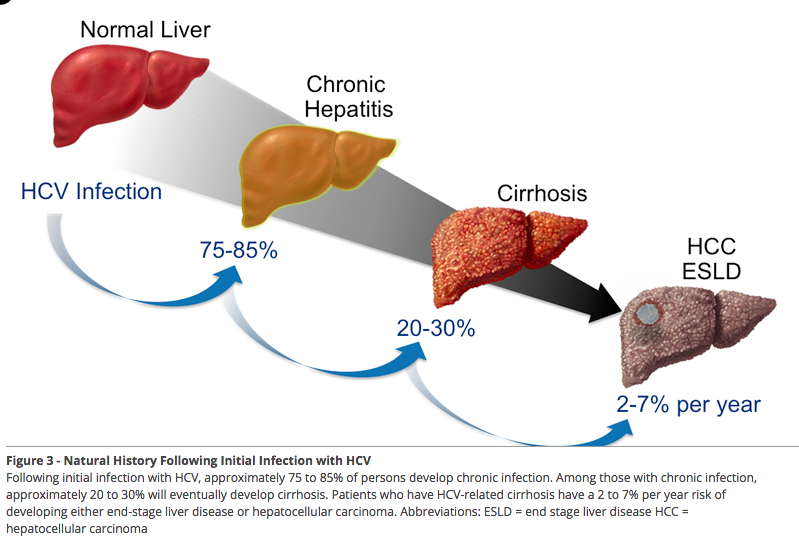 Normal Liver
Chronic
Hepatitis
Cirrhosis
HCC
ESLD
HCV Infection
75-85%
20-30%
2-7% per year
Figure 3 - Natural History Following Initial Infection with HCV
Following initial infection with HCV, approximately 75 to 85% of persons develop chronic infection. Among those with chronic infection,
approximately 20 to 30% will eventually develop cirrhosis. Patients who have HCV-related cirrhosis have a 2 to 7% per year risk of
developing either end-stage liver disease or hepatocellular carcinoma. Abbreviations: ESLD = end stage liver disease HCC =
hepatocellular carcinoma